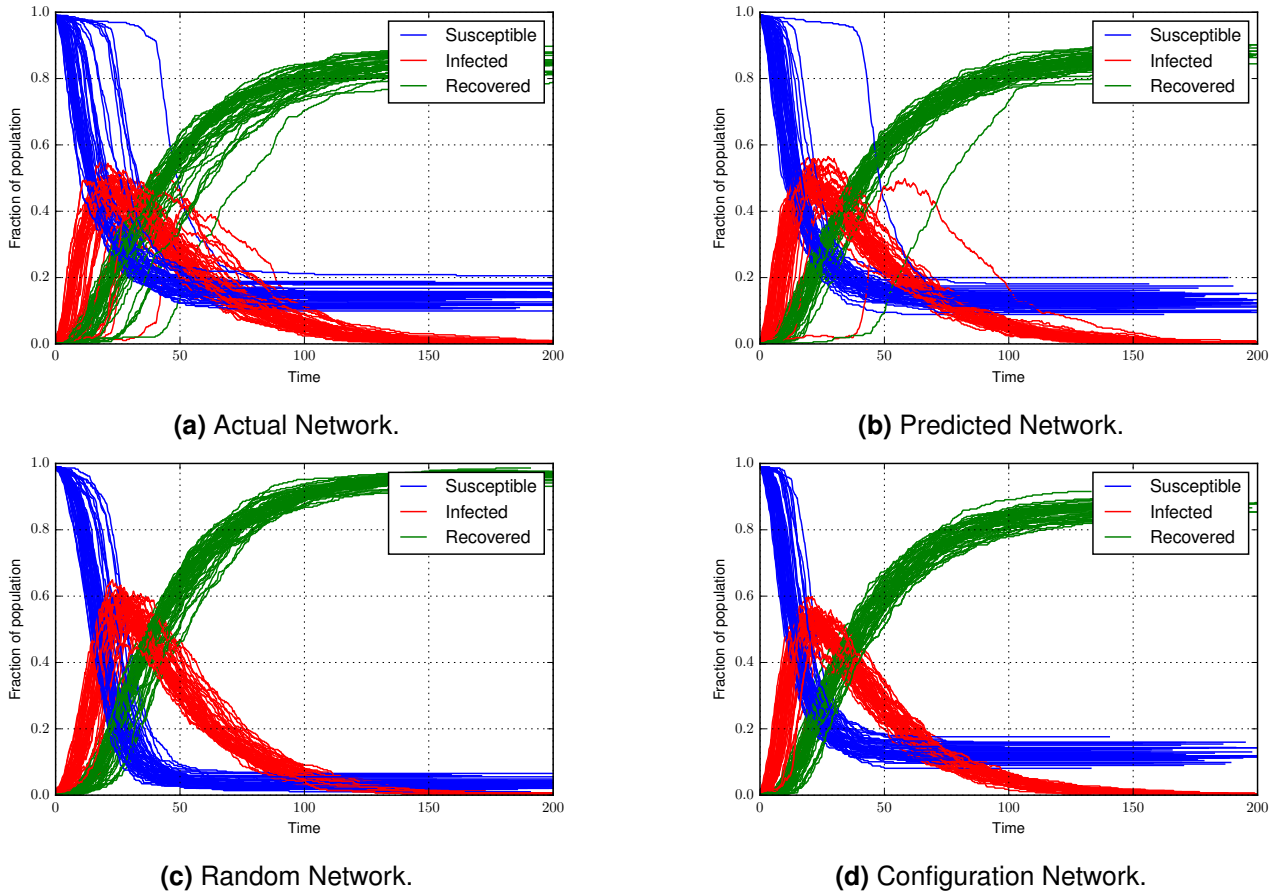 1.0
0.8
0.6
0.4
0.2
0.0
0
50
100
150
200
Fraction of population
Time
Susceptible
Infected
Recovered
(a) Actual Network.
1.0
0.8
0.6
0.4
0.2
0.0
0
50
100
150
200
Fraction of population
Time
Susceptible
Infected
Recovered
(b) Predicted Network.
1.0
0.8
0.6
0.4
0.2
0.0
0
50
100
150
200
Fraction of population
Time
Susceptible
Infected
Recovered
(c) Random Network.
1.0
0.8
0.6
0.4
0.2
0.0
0
50
100
150
200
Fraction of population
Time
Susceptible
Infected
Recovered
(d) Configuration Network.